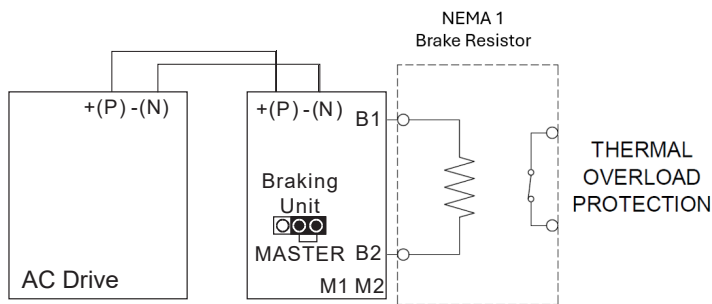 NEMA 1
Brake Resistor
+(P) -(N)
+(P) -(N)
B1
THERMAL
OVERLOAD
PROTECTION
Braking
Unit
MASTER
B2
AC Drive
M1 M2